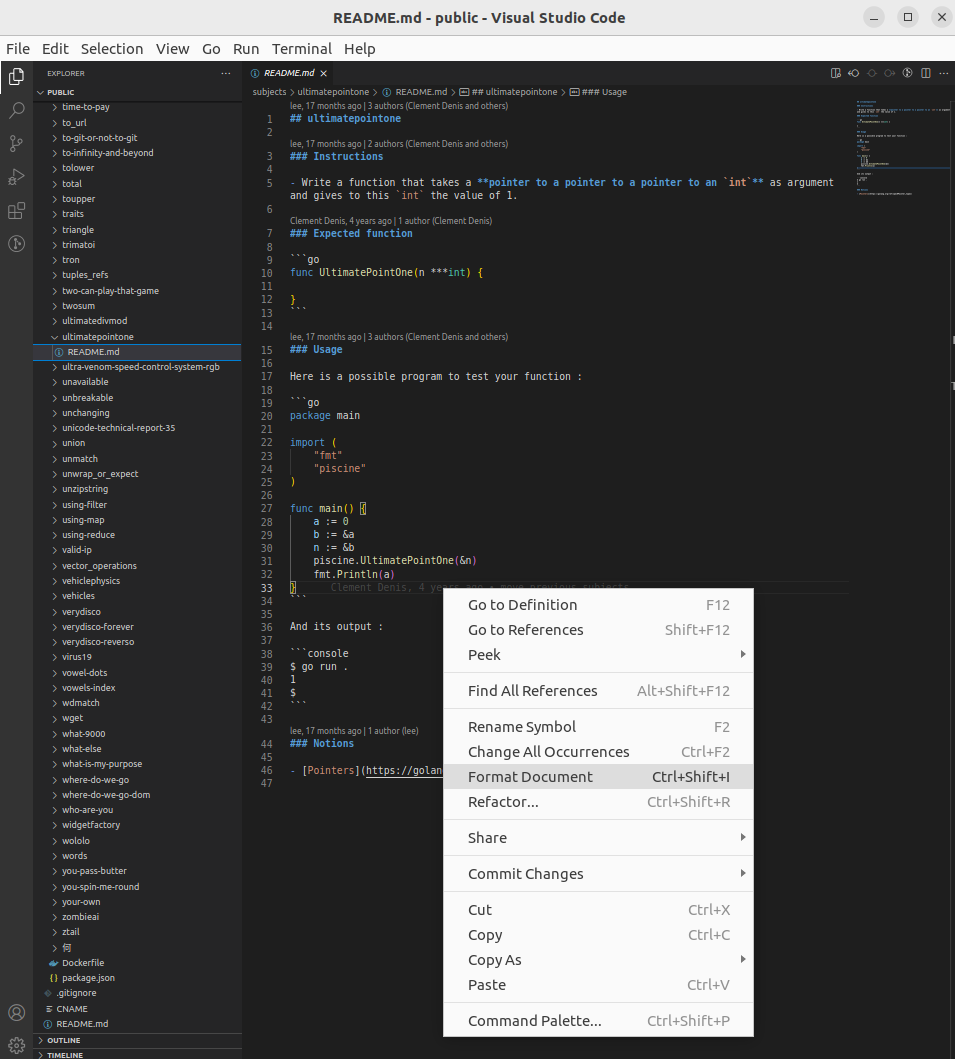 README.md - public - Visual Studio Code
File Edit Selection View Go Run Terminal Help
EXPLORER
PUBLIC
time-to-pay
to_url
to-git-or-not-to-git
to-infinity-and-beyond
tolower
total
toupper
traits
triangle
trimatoi
tron
tuples_refs
two-can-play-that-game
twosum
ultimatedivmod
ultimatepointone
README.md
ultra-venom-speed-control-system-rgb
unavailable
unbreakable
unchanging
unicode-technical-report-35
union
unmatch
unwrap_or_expect
unzipstring
using-filter
using-map
using-reduce
valid-ip
vector_operations
vehiclephysics
vehicles
verydisco
verydisco-forever
verydisco-reverso
virus19
vowel-dots
vowels-index
wdmatch
wget
what-9000
what-else
what-is-my-purpose
where-do-we-go
where-do-we-go-dom
who-are-you
widgetfactory
wololo
words
you-pass-butter
you-spin-me-round
your-own
zombieai
ztail
何
Dockerfile
package.json
.gitignore
CNAME
README.md
OUTLINE
TIMELINE
README.md
subjects > ultimatepointone > README.md > ## ultimatepointone > ### Usage
lee, 17 months ago | 3 authors (Clement Denis and others)
1 ## ultimatepointone
2
lee, 17 months ago | 2 authors (Clement Denis and others)
3 ### Instructions
4
5 - Write a function that takes a **pointer to a pointer to a pointer to an `int`** as argument
and gives to this `int` the value of 1.
6
Clement Denis, 4 years ago | 1 author (Clement Denis)
7 ### Expected function
8
9 ```go
10 func UltimatePointOne(n ***int) {
11
12 }
13 ```
14
lee, 17 months ago | 3 authors (Clement Denis and others)
15 ### Usage
16
17 Here is a possible program to test your function :
18
19 ```go
20 package main
21
22 import (
23 "fmt"
24 "piscine"
25 )
26
27 func main() {
28 a := 0
29 b := &a
30 n := &b
31 piscine.UltimatePointOne(&n)
32 fmt.Println(a)
33 } Clement Denis, 4 years ago • move previous subjects
34 ```
35
36 And its output :
37
38 ```console
39 $ go run .
40 1
41 $
42 ```
43
lee, 17 months ago | 1 author (lee)
44 ### Notions
45
46 - [Pointers](https://golan
47
Go to Definition F12
Go to References Shift+F12
Peek
Find All References Alt+Shift+F12
Rename Symbol F2
Change All Occurrences Ctrl+F2
Format Document Ctrl+Shift+I
Refactor... Ctrl+Shift+R
Share
Commit Changes
Cut Ctrl+X
Copy Ctrl+C
Copy As
Paste Ctrl+V
Command Palette... Ctrl+Shift+P